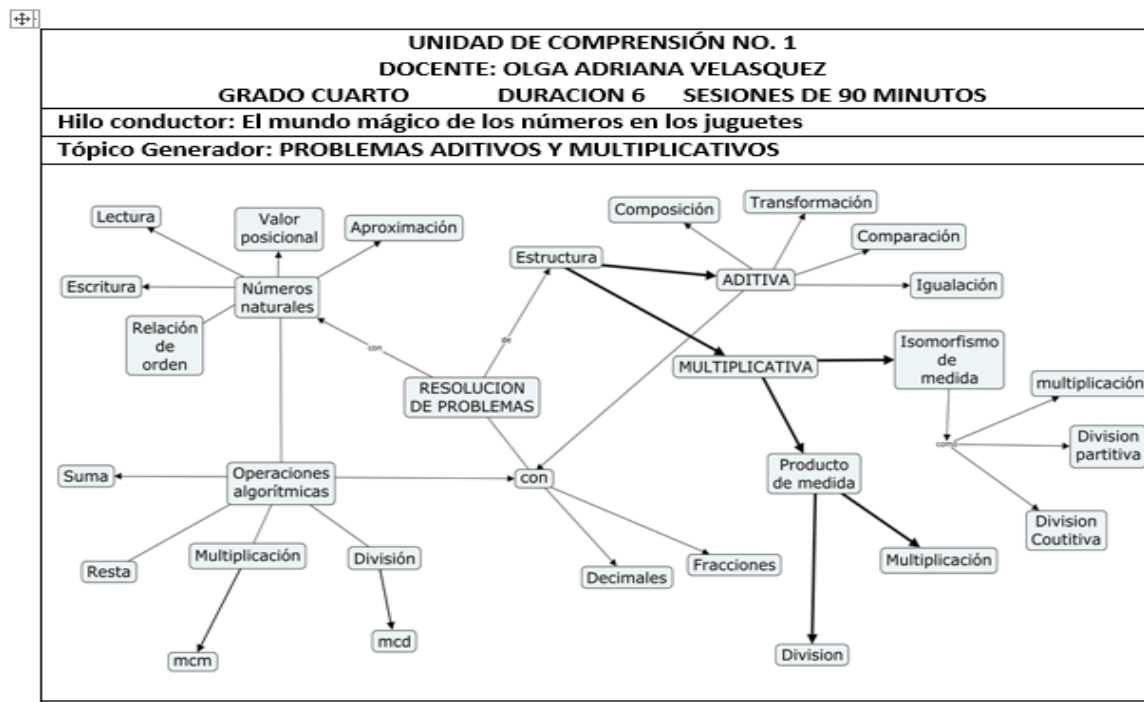 UNIDAD DE COMPRENSIÓN NO. 1
DOCENTE: OLGA ADRIANA VELASQUEZ
GRADO CUARTO DURACION 6 SESIONES DE 90 MINUTOS
Hilo conductor: El mundo mágico de los números en los juguetes
Tópico Generador: PROBLEMAS ADITIVOS Y MULTIPLICATIVOS
Lectura
Valor
posicional
Aproximación
Escritura
Números
naturales
Relación
de
orden
con
de
RESOLUCION
DE PROBLEMAS
Estructura
Composición
Transformación
Comparación
ADITIVA
Igualación
MULTIPLICATIVA
Isomorfismo
de
medida
como
multiplicación
Division
partitiva
Division
Coutitiva
Producto
de medida
Multiplicación
Division
Suma
Operaciones
algorítmicas
con
Resta
Multiplicación
División
Decimales
Fracciones
mcm
mcd